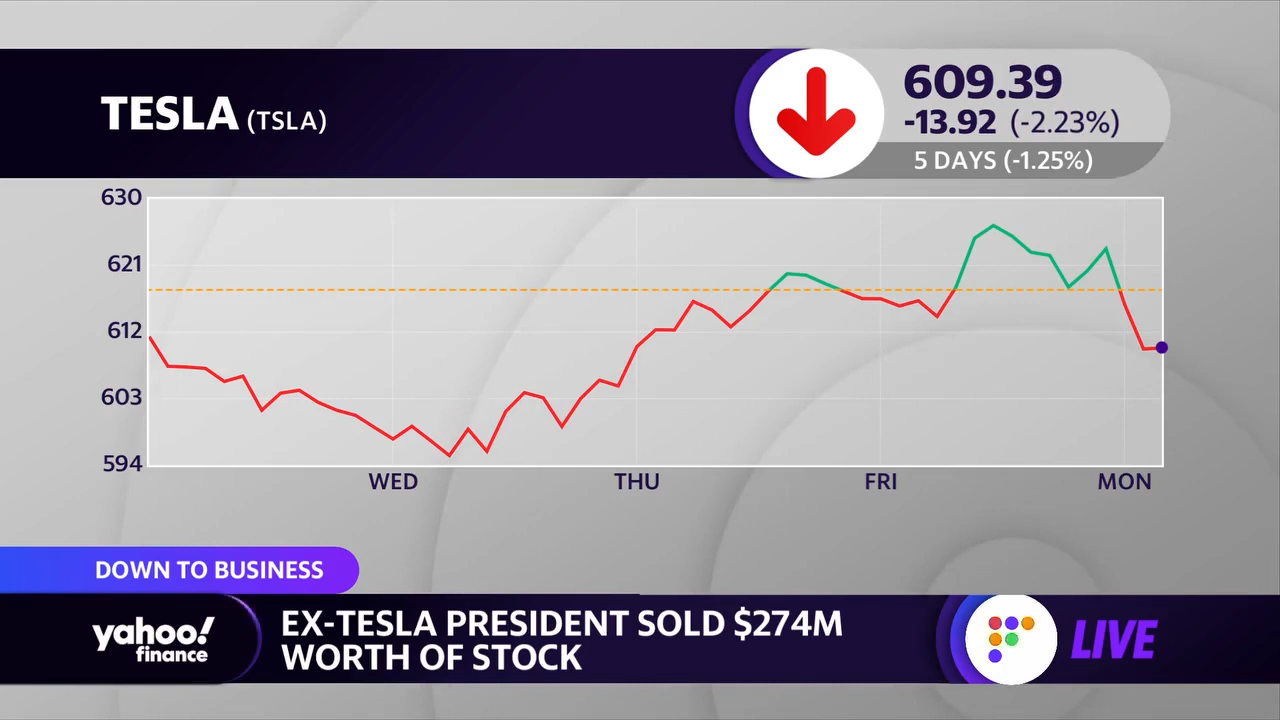 TESLA (TSLA)
609.39
-13.92 (-2.23%)
5 DAYS (-1.25%)
630
621
612
603
594
WED THU FRI MON
DOWN TO BUSINESS
yahoo!
finance
EX-TESLA PRESIDENT SOLD $274M
WORTH OF STOCK
LIVE